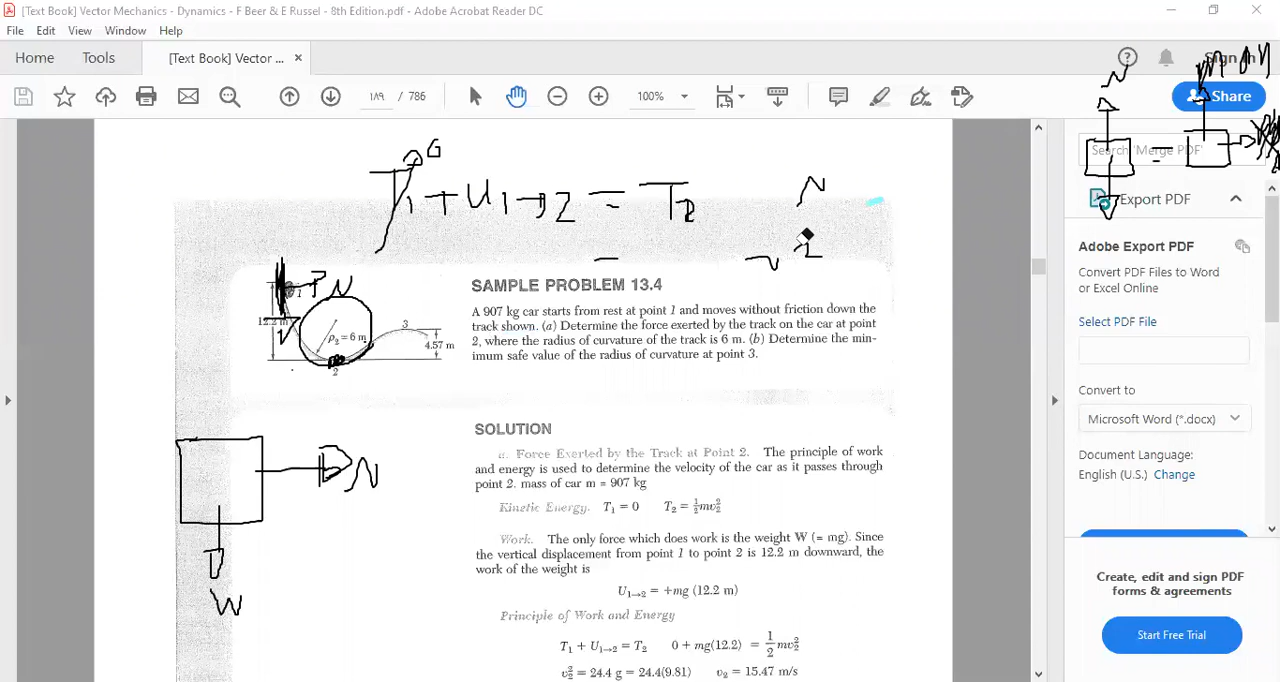 [Text Book] Vector Mechanics - Dynamics - F Beer & E Russel - 8th Edition.pdf - Adobe Acrobat Reader DC
File Edit View Window Help
Home Tools [Text Book] Vector ... ×
/ 786 100% Share
Search 'Merge PDF'
T1 + U1→2 = T2
N
= v2
SAMPLE PROBLEM 13.4
A 907 kg car starts from rest at point 1 and moves without friction down the
track shown. (a) Determine the force exerted by the track on the car at point
2, where the radius of curvature of the track is 6 m. (b) Determine the min-
imum safe value of the radius of curvature at point 3.
1 N
12.2 m
ρ2 = 6 m
3
4.57 m
2
N
W
SOLUTION
a. Force Exerted by the Track at Point 2. The principle of work
and energy is used to determine the velocity of the car as it passes through
point 2. mass of car m = 907 kg
Kinetic Energy. T1 = 0 T2 = ½mv2²
Work. The only force which does work is the weight W (= mg). Since
the vertical displacement from point 1 to point 2 is 12.2 m downward, the
work of the weight is
U1→2 = +mg (12.2 m)
Principle of Work and Energy
T1 + U1→2 = T2 0 + mg(12.2) = 1/2 mv2²
v2² = 24.4 g = 24.4(9.81) v2 = 15.47 m/s
N
=
Export PDF
Adobe Export PDF
Convert PDF Files to Word
or Excel Online
Select PDF File
Convert to
Microsoft Word (*.docx)
Document Language:
English (U.S.) Change
Create, edit and sign PDF
forms & agreements
Start Free Trial